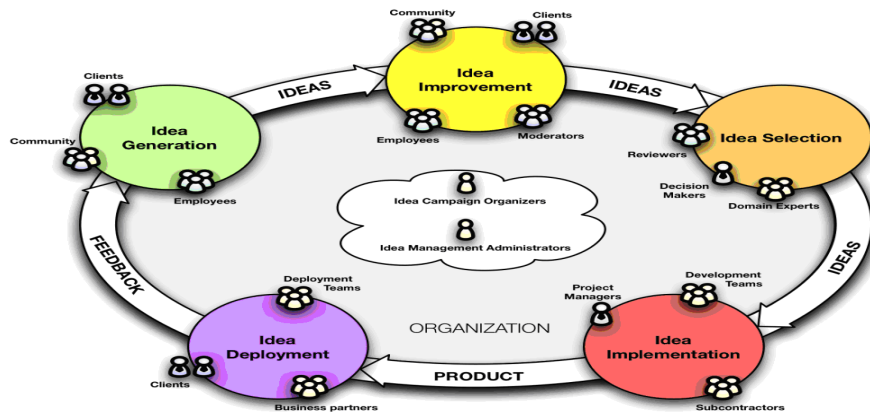 Community
Clients
Idea
Improvement
Employees
Moderators
IDEAS
IDEAS
Clients
Idea
Generation
Community
Employees
Idea Selection
Reviewers
Decision
Makers
Domain Experts
Idea Campaign Organizers
Idea Management Administrators
FEEDBACK
IDEAS
Deployment
Teams
Idea
Deployment
Clients
Business partners
ORGANIZATION
PRODUCT
Project
Managers
Development
Teams
Idea
Implementation
Subcontractors